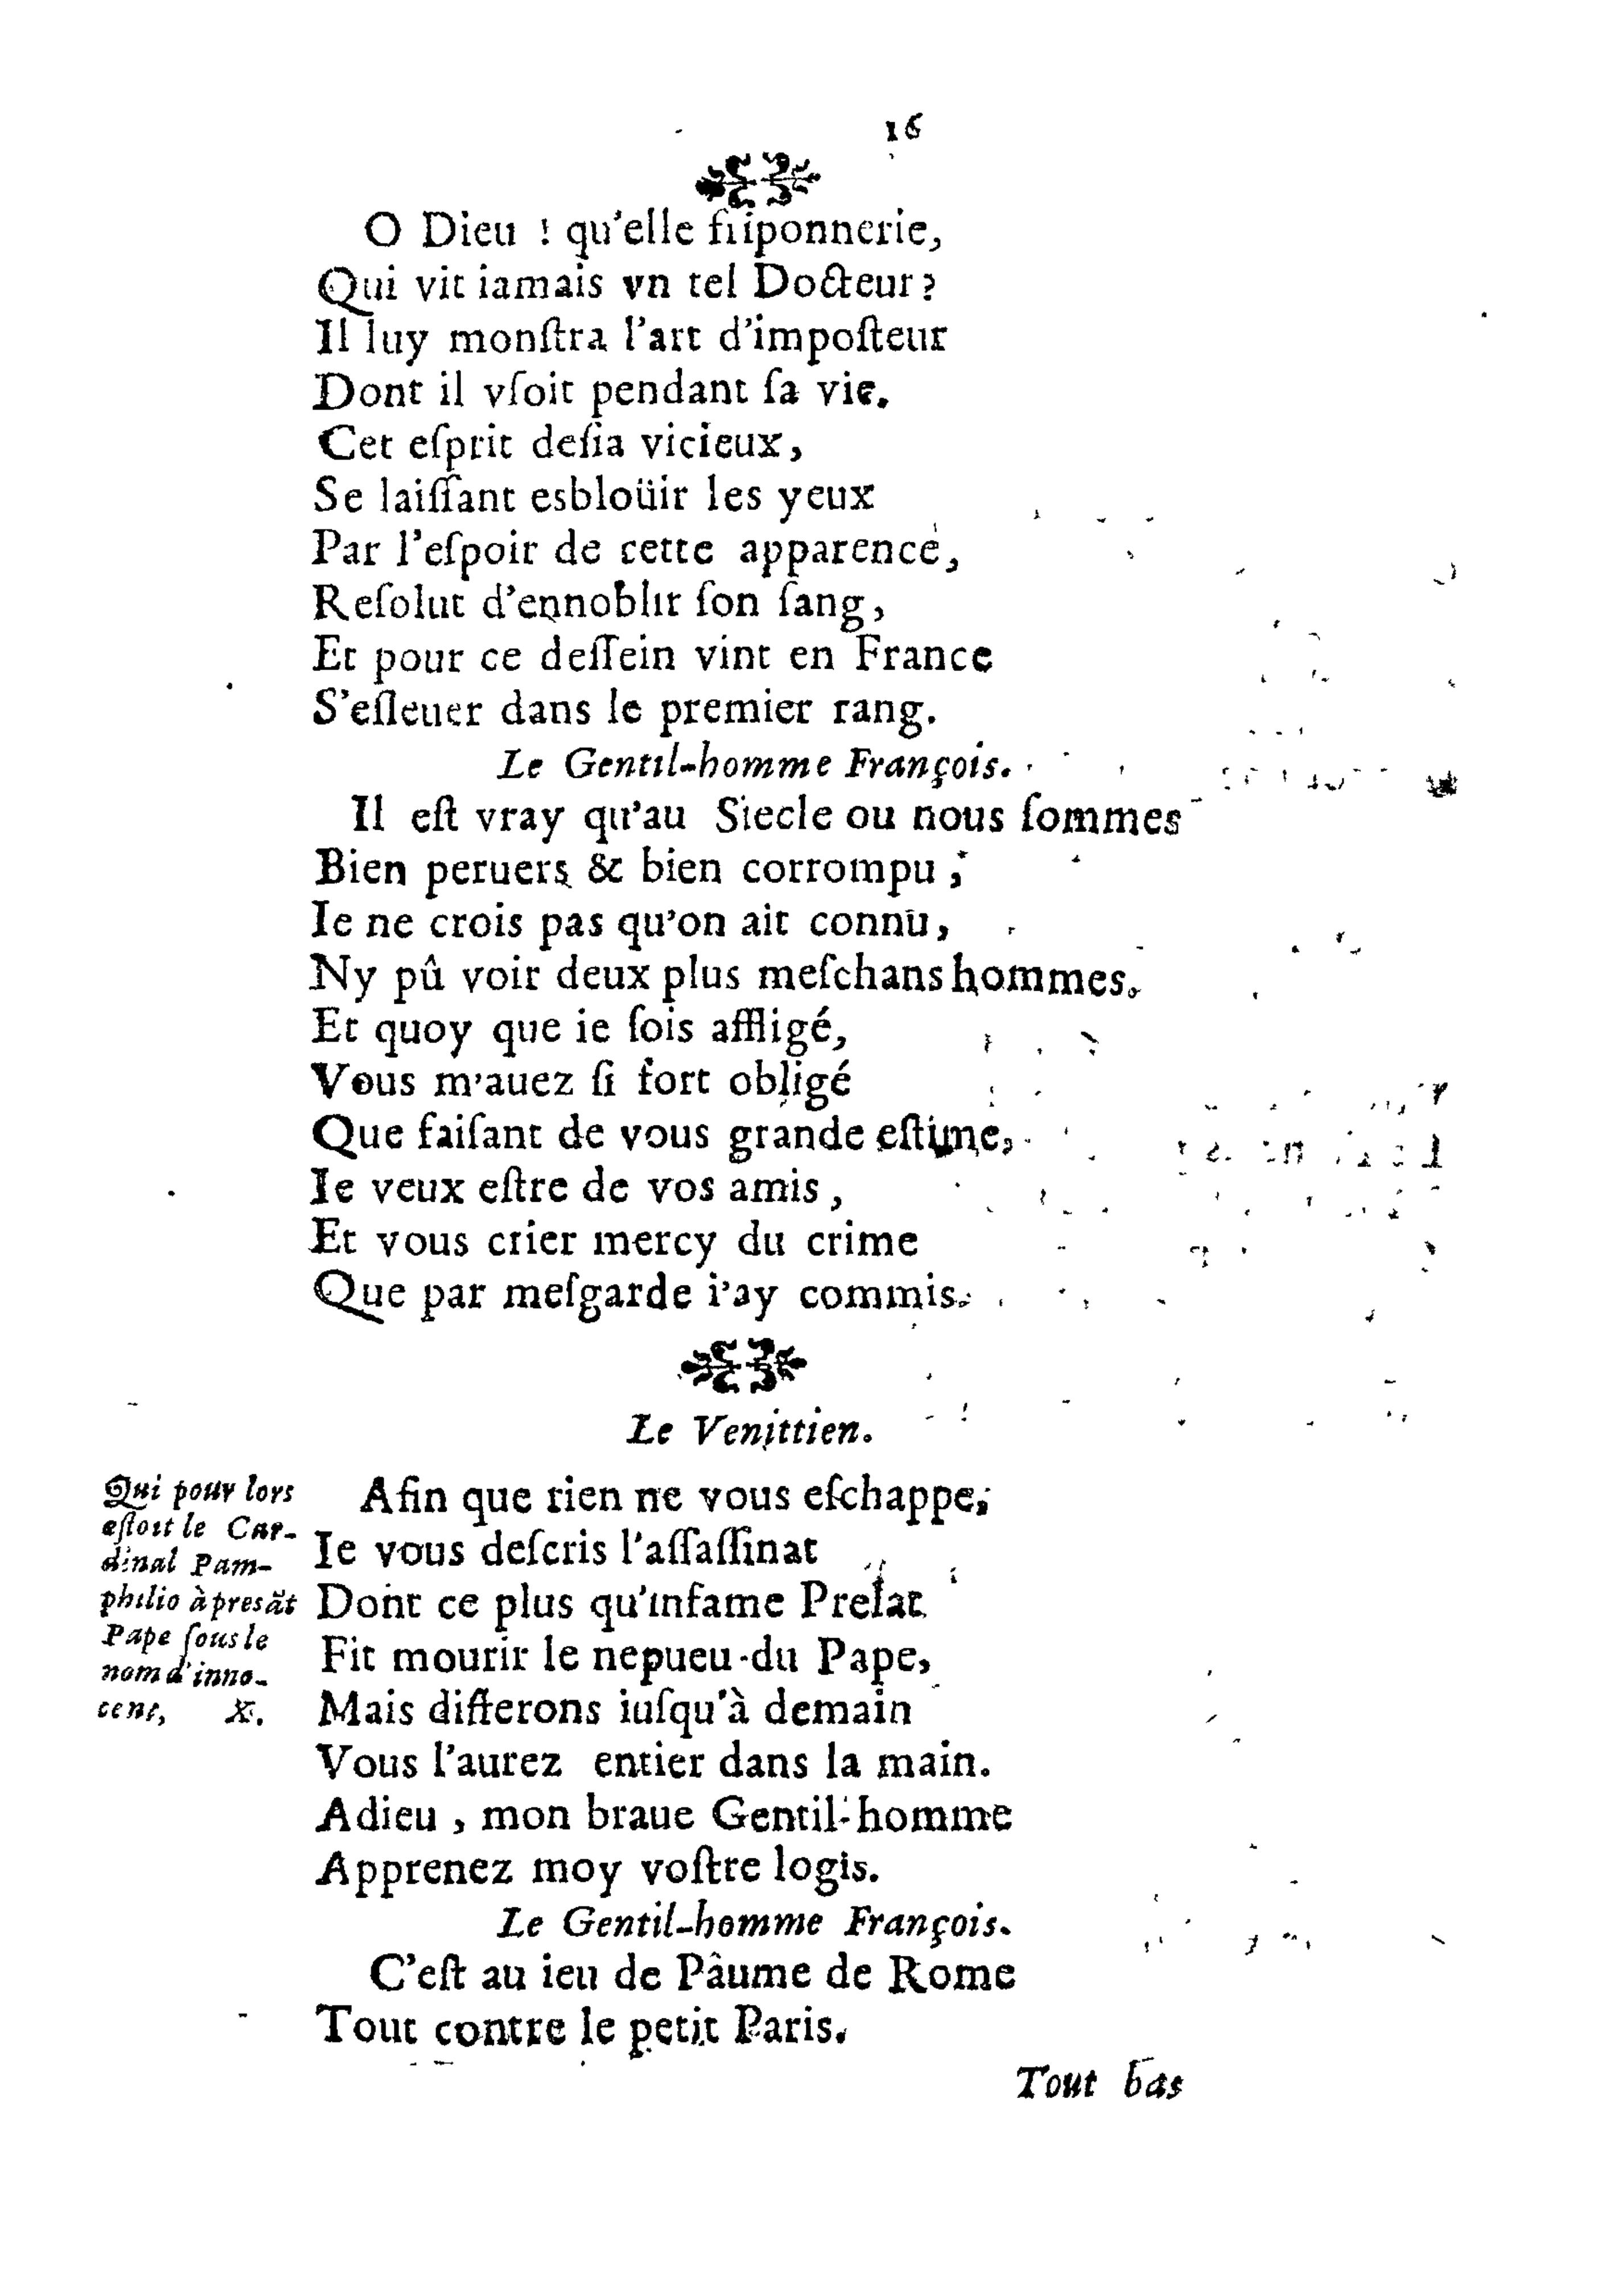 16
O Dieu ! qu'elle friponnerie,
Qui vit iamais vn tel Docteur?
Il luy monſtra l'art d'impoſteur
Dont il vſoit pendant ſa vie.
Cet eſprit deſia vicieux,
Se laiſſant esbloüir les yeux
Par l'eſpoir de cette apparence,
Reſolut d'ennoblir ſon ſang,
Et pour ce deſſein vint en France
S'eſleuer dans le premier rang.
Le Gentil-homme François.
Il eſt vray qu'au Siecle ou nous ſommes
Bien peruers & bien corrompu ;
Ie ne crois pas qu'on ait connu,
Ny pû voir deux plus meſchans hommes.
Et quoy que ie ſois affligé,
Vous m'auez ſi fort obligé
Que faiſant de vous grande eſtime,
Ie veux eſtre de vos amis ,
Et vous crier mercy du crime
Que par meſgarde i'ay commis.
Le Venittien.
Qui pour lors
eſtoit le Car-
dinal Pam-
philio à preſãt
Pape ſous le
nom d'inno-
cent, X.
Afin que rien ne vous eſchappe;
Ie vous deſcris l'aſſaſſinat
Dont ce plus qu'infame Prelat
Fit mourir le nepueu du Pape,
Mais differons iuſqu'à demain
Vous l'aurez entier dans la main.
Adieu , mon braue Gentil-homme
Apprenez moy voſtre logis.
Le Gentil-homme François.
C'eſt au ieu de Pâume de Rome
Tout contre le petit Paris.
Tout bas